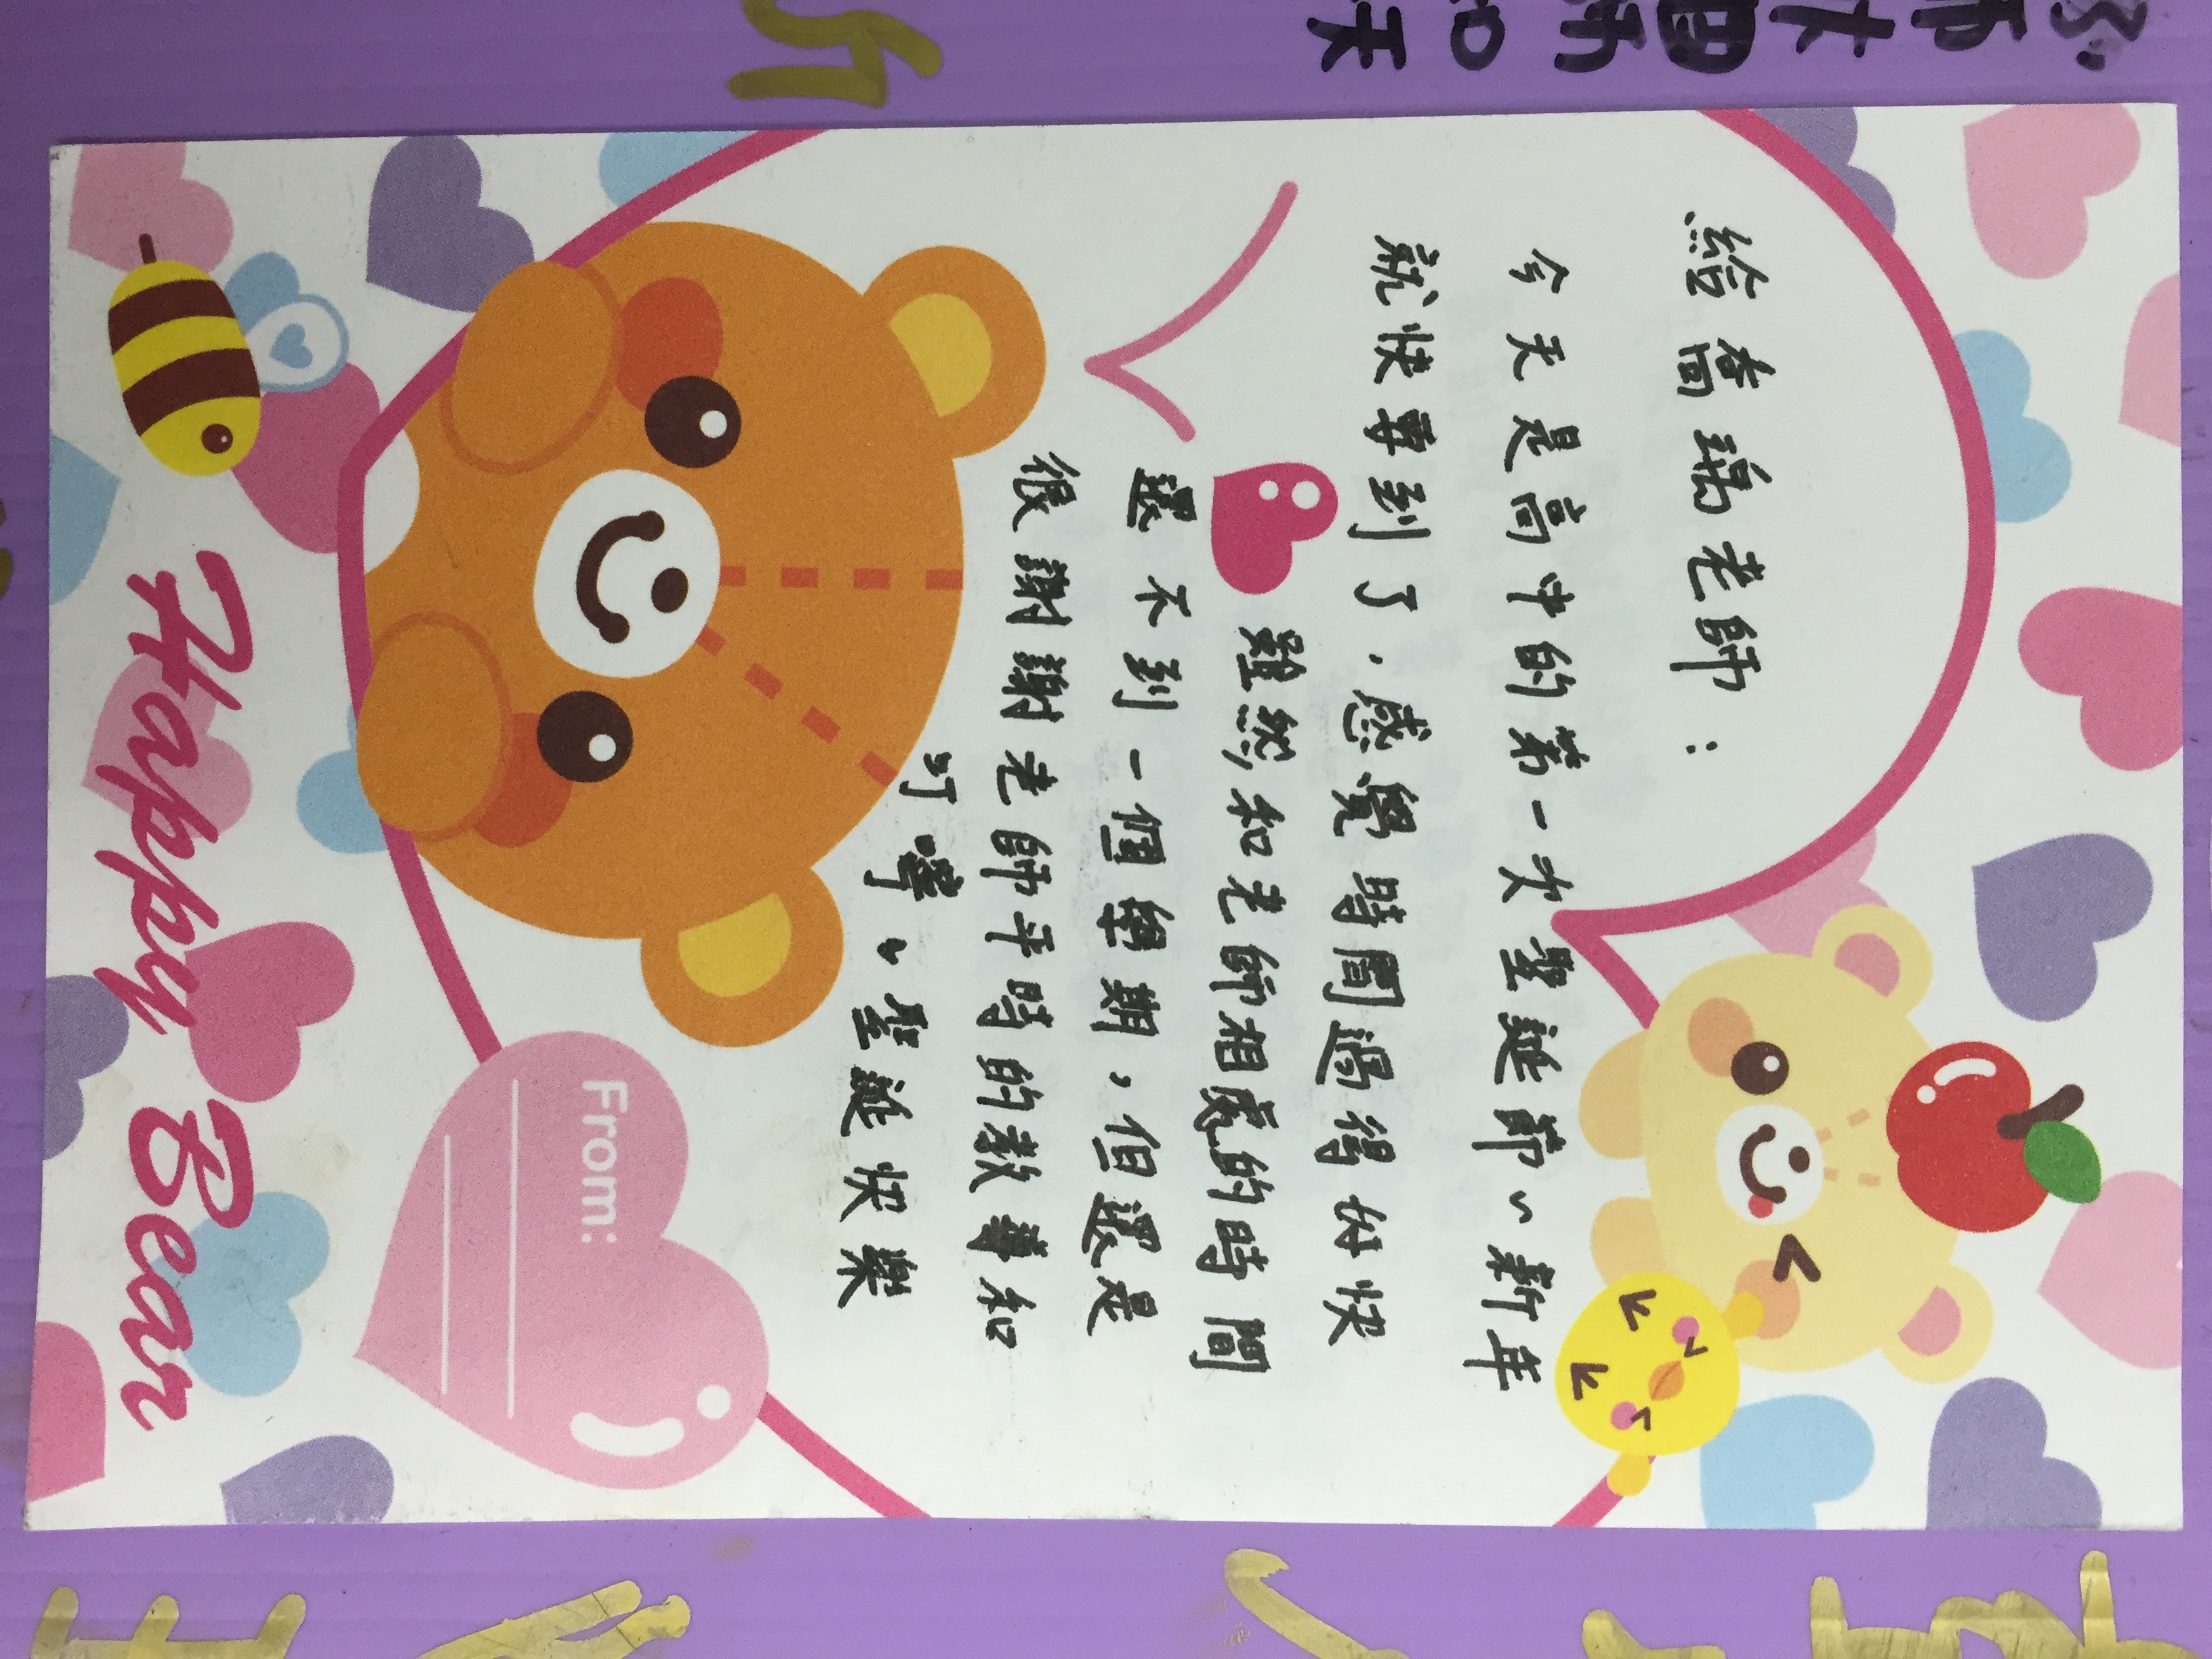 給喬瑀老師：
今天是高中的第一次聖誕節~新年
就快要到了，感覺時間過得好快
雖然和老師相處的時間
還不到一個學期，但還是
很謝謝老師平時的教導和
叮嚀。聖誕快樂
From:
Happy Bear